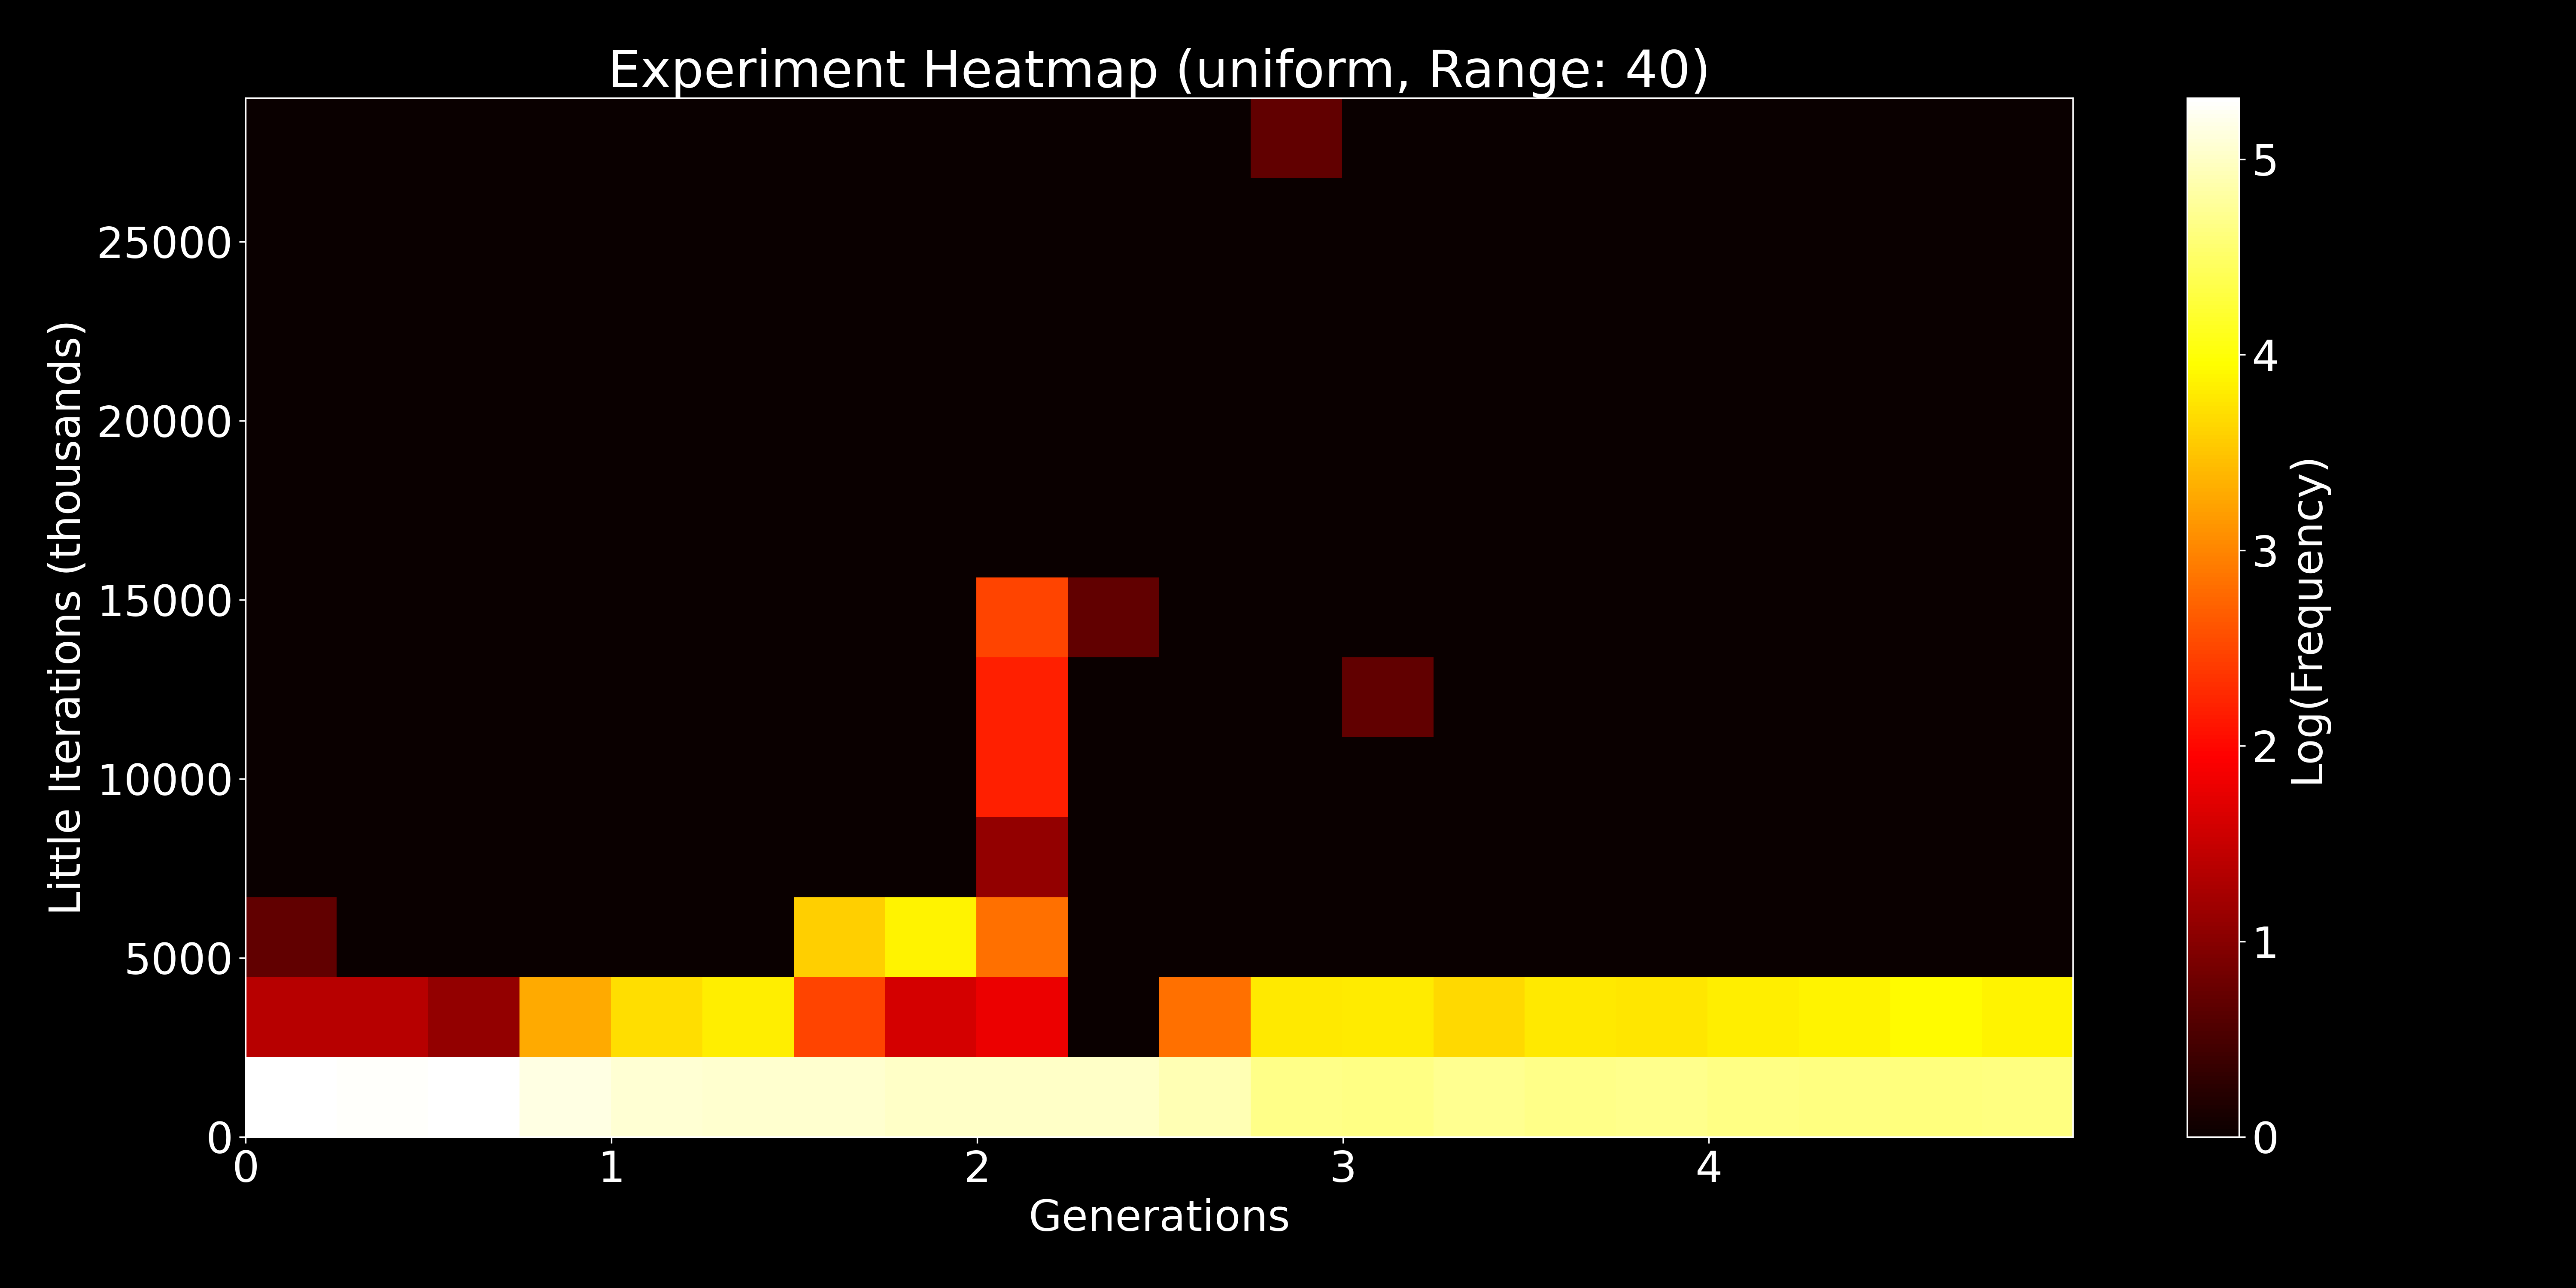 Experiment Heatmap (uniform, Range: 40)
Little Iterations (thousands)
25000
20000
15000
10000
5000
0
0 1 2 3 4
Generations
5
4
3
2
1
0
Log(Frequency)